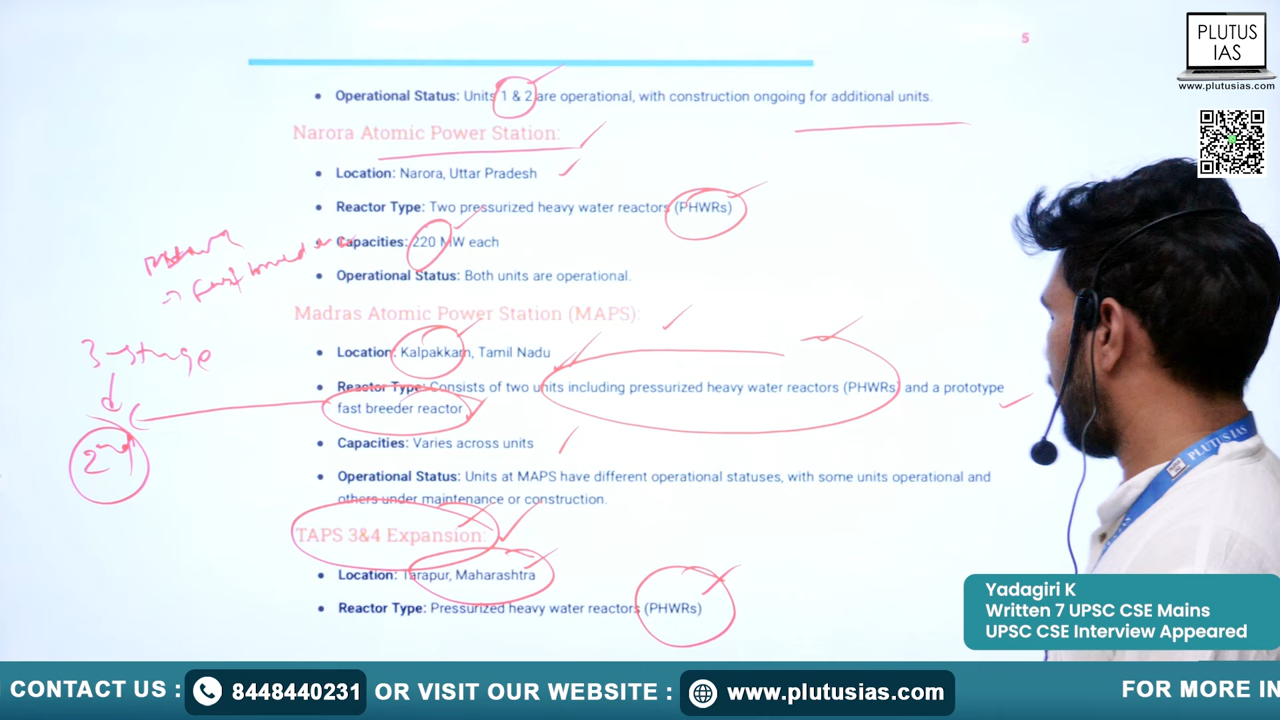 5
PLUTUS
IAS
www.plutusias.com
• Operational Status: Units 1 & 2 are operational, with construction ongoing for additional units.
Narora Atomic Power Station:
• Location: Narora, Uttar Pradesh
• Reactor Type: Two pressurized heavy water reactors (PHWRs)
• Capacities: 220 MW each
• Operational Status: Both units are operational.
Madras Atomic Power Station (MAPS):
• Location: Kalpakkam, Tamil Nadu
3-stage
• Reactor Type: Consists of two units including pressurized heavy water reactors (PHWRs) and a prototype
fast breeder reactor
2nd
• Capacities: Varies across units
• Operational Status: Units at MAPS have different operational statuses, with some units operational and
others under maintenance or construction.
TAPS 3&4 Expansion:
• Location: Tarapur, Maharashtra
• Reactor Type: Pressurized heavy water reactors (PHWRs)
PLUTUS IAS
Yadagiri K
Written 7 UPSC CSE Mains
UPSC CSE Interview Appeared
CONTACT US : 8448440231 OR VISIT OUR WEBSITE : www.plutusias.com FOR MORE IN